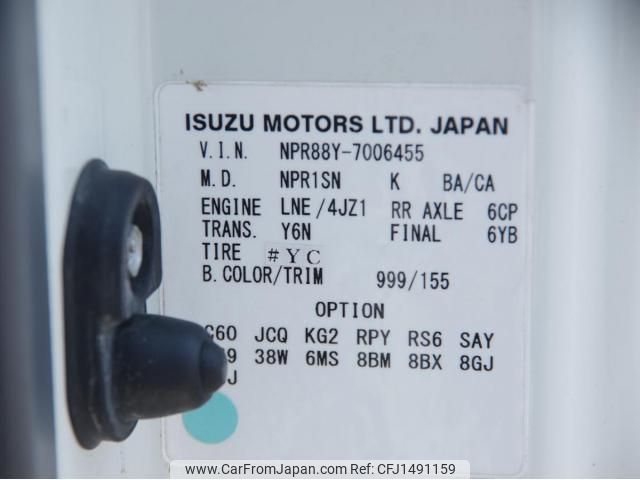 ISUZU MOTORS LTD. JAPAN
V.I.N. NPR88Y-7006455
M.D. NPR1SN K BA/CA
ENGINE LNE/4JZ1 RR AXLE 6CP
TRANS. Y6N FINAL 6YB
TIRE #YC
B.COLOR/TRIM 999/155
OPTION
60 JCQ KG2 RPY RS6 SAY
9 38W 6MS 8BM 8BX 8GJ
J
www.CarFromJapan.com - CFJ1491159